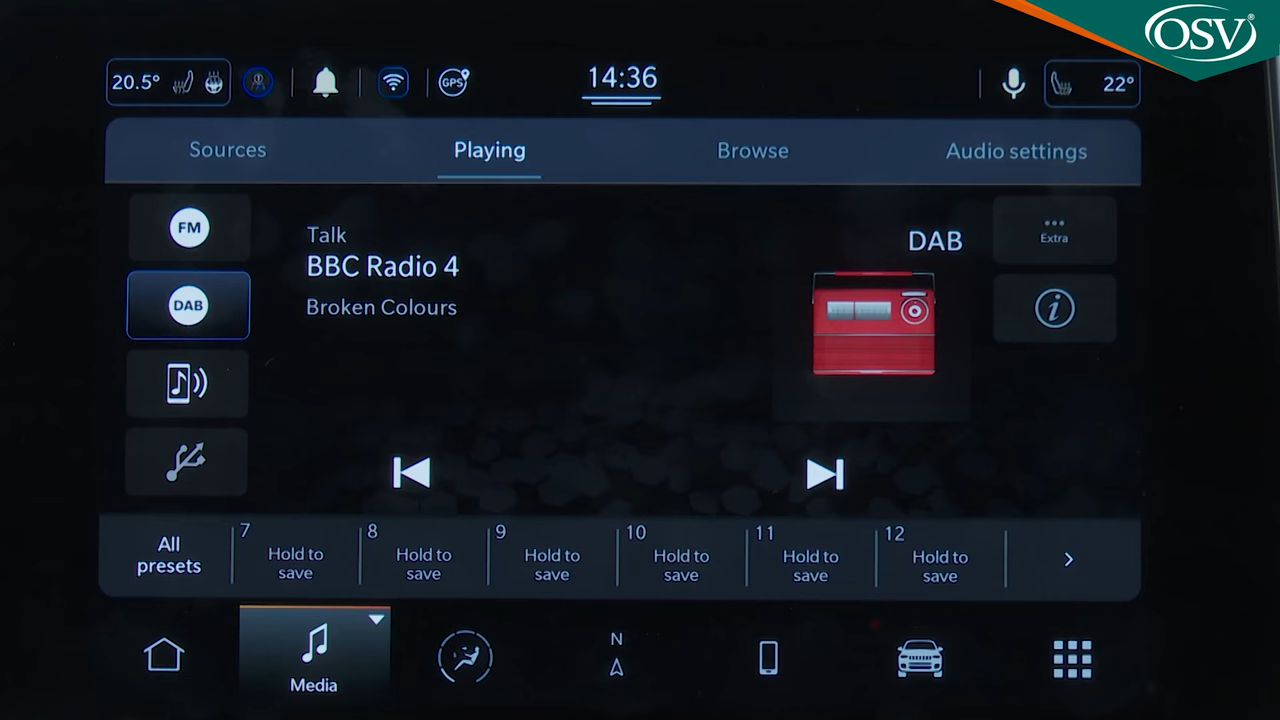 OSV®
20.5°
GPS
14:36
22°
Sources
Playing
Browse
Audio settings
FM
DAB
Talk
BBC Radio 4
Broken Colours
DAB
Extra
i
All
presets
7
Hold to
save
8
Hold to
save
9
Hold to
save
10
Hold to
save
11
Hold to
save
12
Hold to
save
Media
N